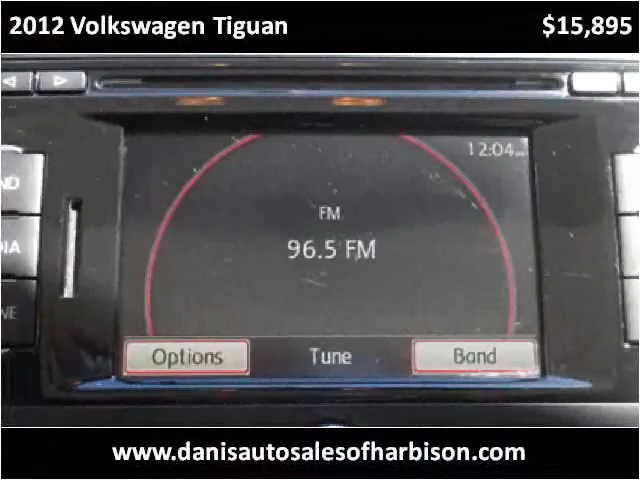 2012 Volkswagen Tiguan $15,895
12:04
FM
96.5 FM
Options Tune Band
www.danisautosalesofharbison.com